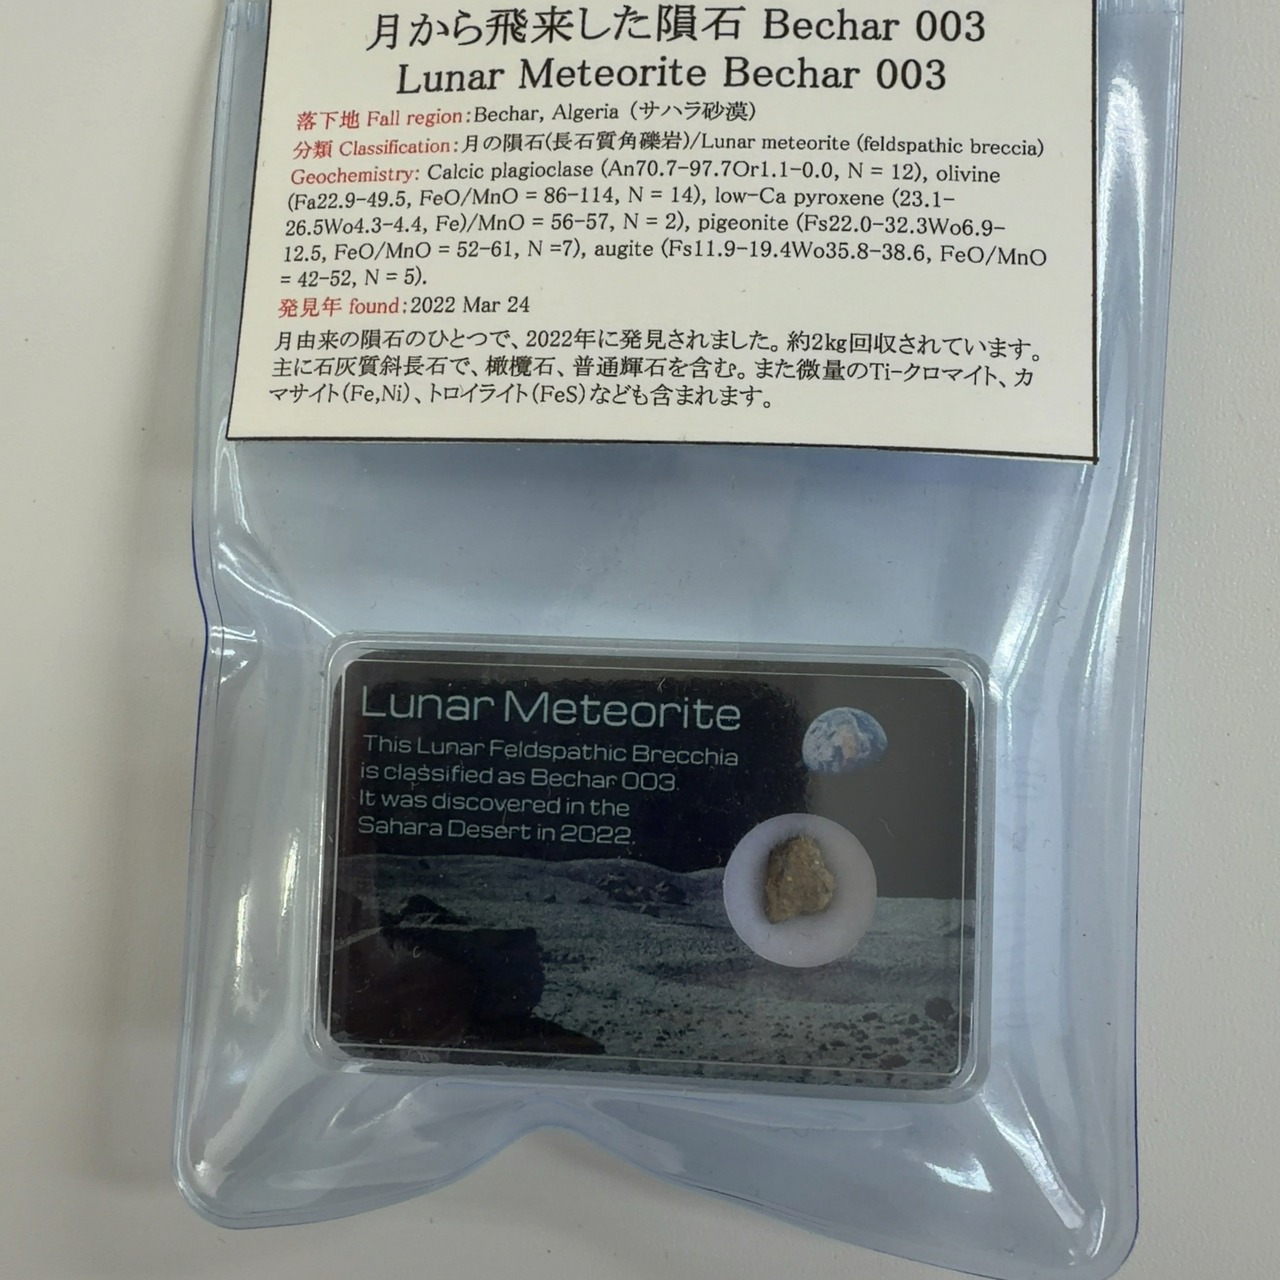 月から飛来した隕石 Bechar 003
Lunar Meteorite Bechar 003
落下地 Fall region:Bechar, Algeria (サハラ砂漠)
分類 Classification:月の隕石(長石質角礫岩)/Lunar meteorite (feldspathic breccia)
Geochemistry: Calcic plagioclase (An70.7-97.7Or1.1-0.0, N = 12), olivine
(Fa22.9-49.5, FeO/MnO = 86-114, N = 14), low-Ca pyroxene (23.1-
26.5Wo4.3-4.4, Fe)/MnO = 56-57, N = 2), pigeonite (Fs22.0-32.3Wo6.9-
12.5, FeO/MnO = 52-61, N =7), augite (Fs11.9-19.4Wo35.8-38.6, FeO/MnO
= 42-52, N = 5).
発見年 found:2022 Mar 24
月由来の隕石のひとつで、2022年に発見されました。約2kg回収されています。
主に石灰質斜長石で、橄欖石、普通輝石を含む。また微量のTi-クロマイト、カ
マサイト(Fe,Ni)、トロイライト(FeS)なども含まれます。
Lunar Meteorite
This Lunar Feldspathic Brecchia
is classified as Bechar 003.
It was discovered in the
Sahara Desert in 2022.